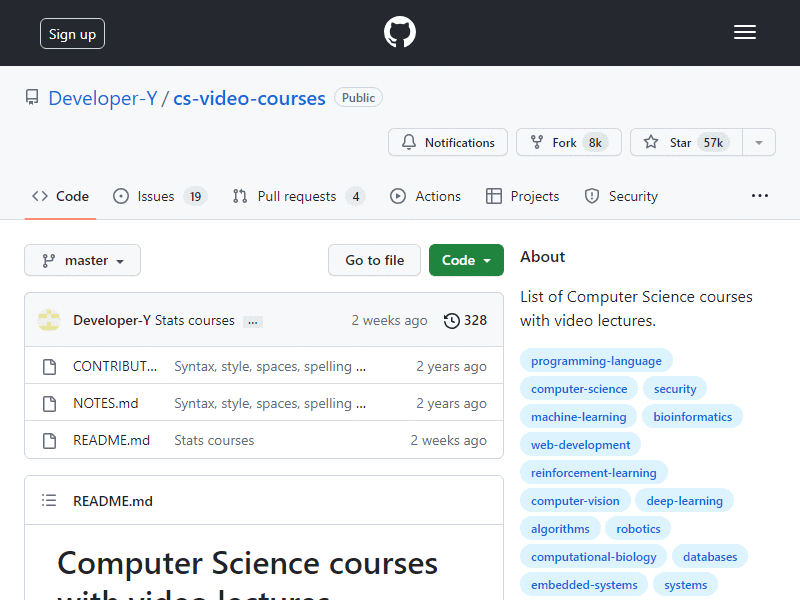 Sign up
Developer-Y / cs-video-courses Public
Notifications Fork 8k Star 57k
Code Issues 19 Pull requests 4 Actions Projects Security
master Go to file Code
About
List of Computer Science courses
with video lectures.
programming-language
computer-science security
machine-learning bioinformatics
web-development
reinforcement-learning
computer-vision deep-learning
algorithms robotics
computational-biology databases
embedded-systems systems
Developer-Y Stats courses ... 2 weeks ago 328
CONTRIBUT... Syntax, style, spaces, spelling ... 2 years ago
NOTES.md Syntax, style, spaces, spelling ... 2 years ago
README.md Stats courses 2 weeks ago
README.md
Computer Science courses
with video lectures